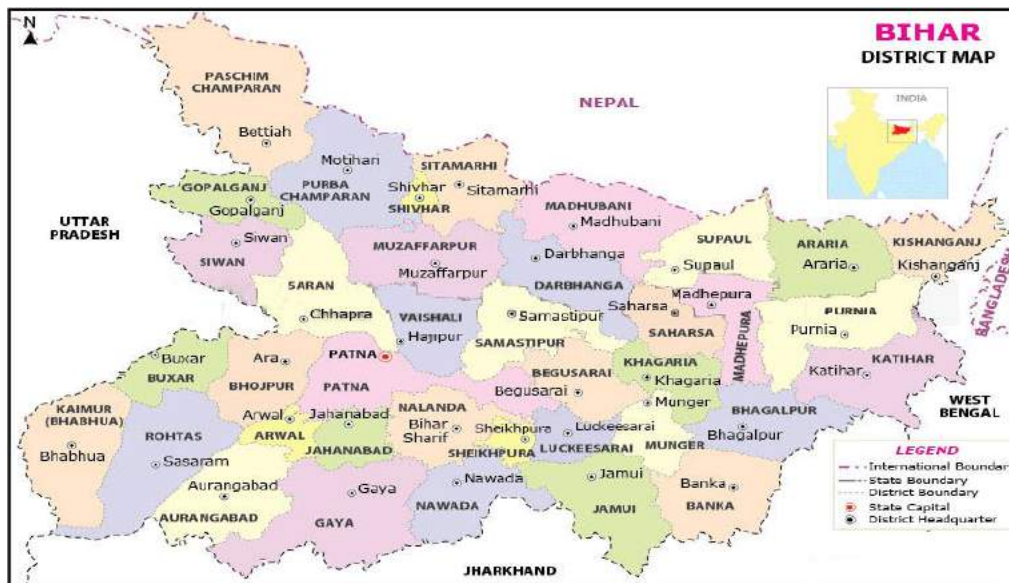 N
BIHAR
DISTRICT MAP
INDIA
NEPAL
PASCHIM
CHAMPARAN
Bettiah
Motihari
PURBA
CHAMPARAN
SITAMARHI
Sitamarhi
Shivhar
SHIVHAR
GOPALGANJ
Gopalganj
UTTAR
PRADESH
Siwan
SIWAN
MADHUBANI
Madhubani
MUZAFFARPUR
Muzaffarpur
SUPAUL
Supaul
ARARIA
Araria
KISHANGANJ
Kishanganj
BANGLADESH
SARAN
Chhapra
Darbhanga
DARBHANGA
VAISHALI
Hajipur
Samastipur
SAMASTIPUR
Saharsa
SAHARSA
Madhepura
MADHEPURA
PURNIA
Purnia
KATIHAR
Katihar
Buxar
BUXAR
Ara
BHOJPUR
PATNA
PATNA
BEGUSARAI
Begusarai
KHAGARIA
Khagaria
Munger
MUNGER
BHAGALPUR
Bhagalpur
WEST
BENGAL
KAIMUR
(BHABHUA)
Bhabhua
ROHTAS
Sasaram
Arwal
ARWAL
Jahanabad
JAHANABAD
NALANDA
Bihar
Sharif
Sheikhpura
SHEIKHPURA
Luckeesarai
LUCKEESARAI
Aurangabad
AURANGABAD
Gaya
GAYA
Nawada
NAWADA
Jamui
JAMUI
Banka
BANKA
JHARKHAND
LEGEND
International Boundar
State Boundary
District Boundary
State Capital
District Headquarter